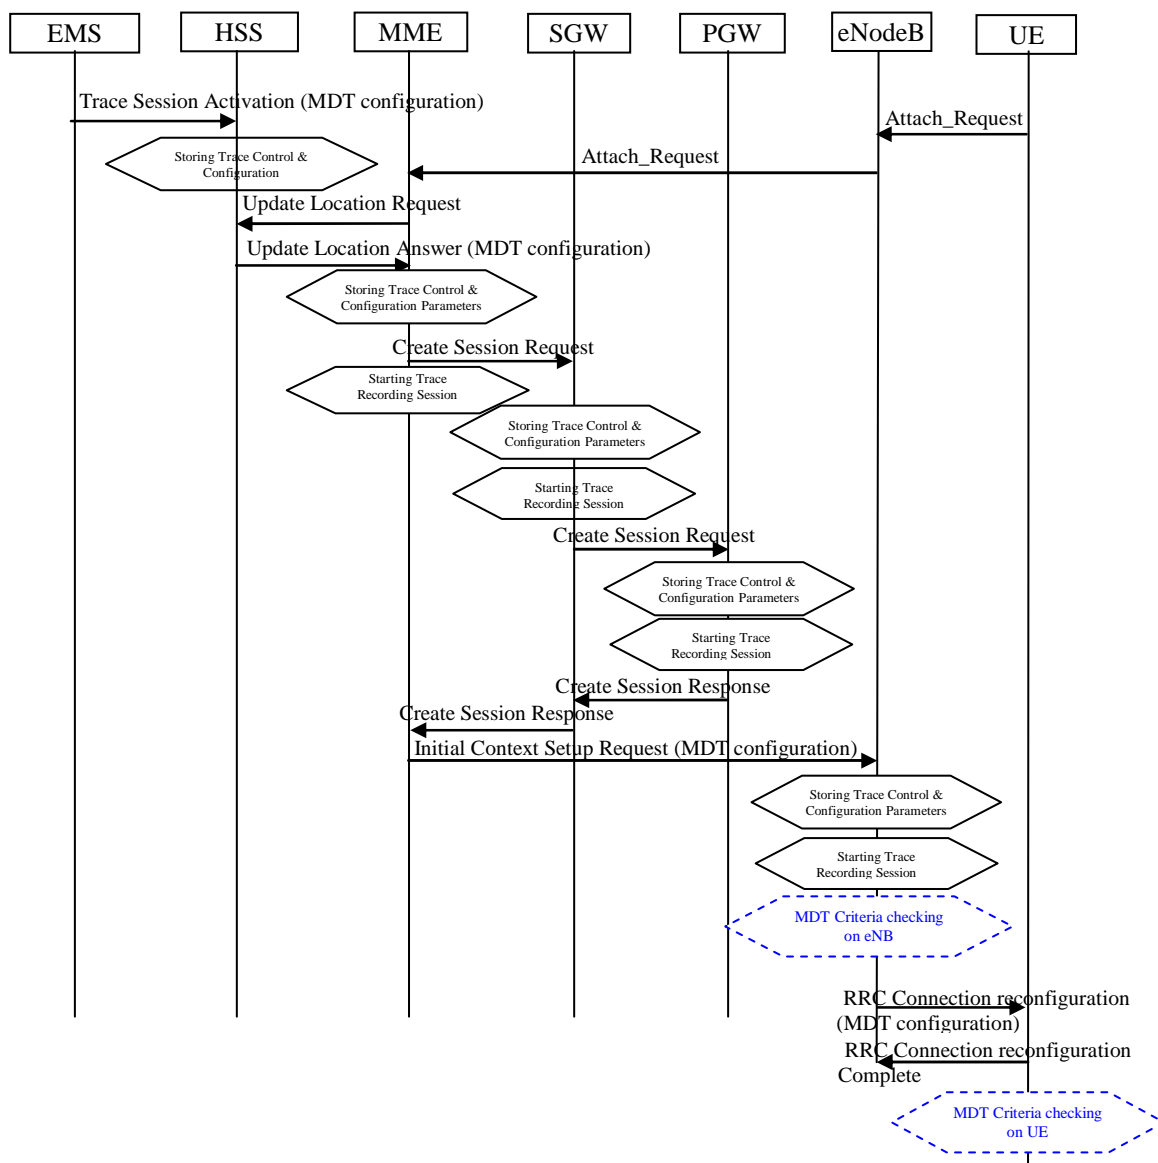 EMS
HSS
MME
SGW
PGW
eNodeB
UE
Trace Session Activation (MDT configuration)
Attach_Request
Storing Trace Control &
Configuration
Attach_Request
Update Location Request
Update Location Answer (MDT configuration)
Storing Trace Control &
Configuration Parameters
Create Session Request
Starting Trace
Recording Session
Storing Trace Control &
Configuration Parameters
Starting Trace
Recording Session
Create Session Request
Storing Trace Control &
Configuration Parameters
Starting Trace
Recording Session
Create Session Response
Create Session Response
Initial Context Setup Request (MDT configuration)
Storing Trace Control &
Configuration Parameters
Starting Trace
Recording Session
MDT Criteria checking
on eNB
RRC Connection reconfiguration
(MDT configuration)
RRC Connection reconfiguration
Complete
MDT Criteria checking
on UE